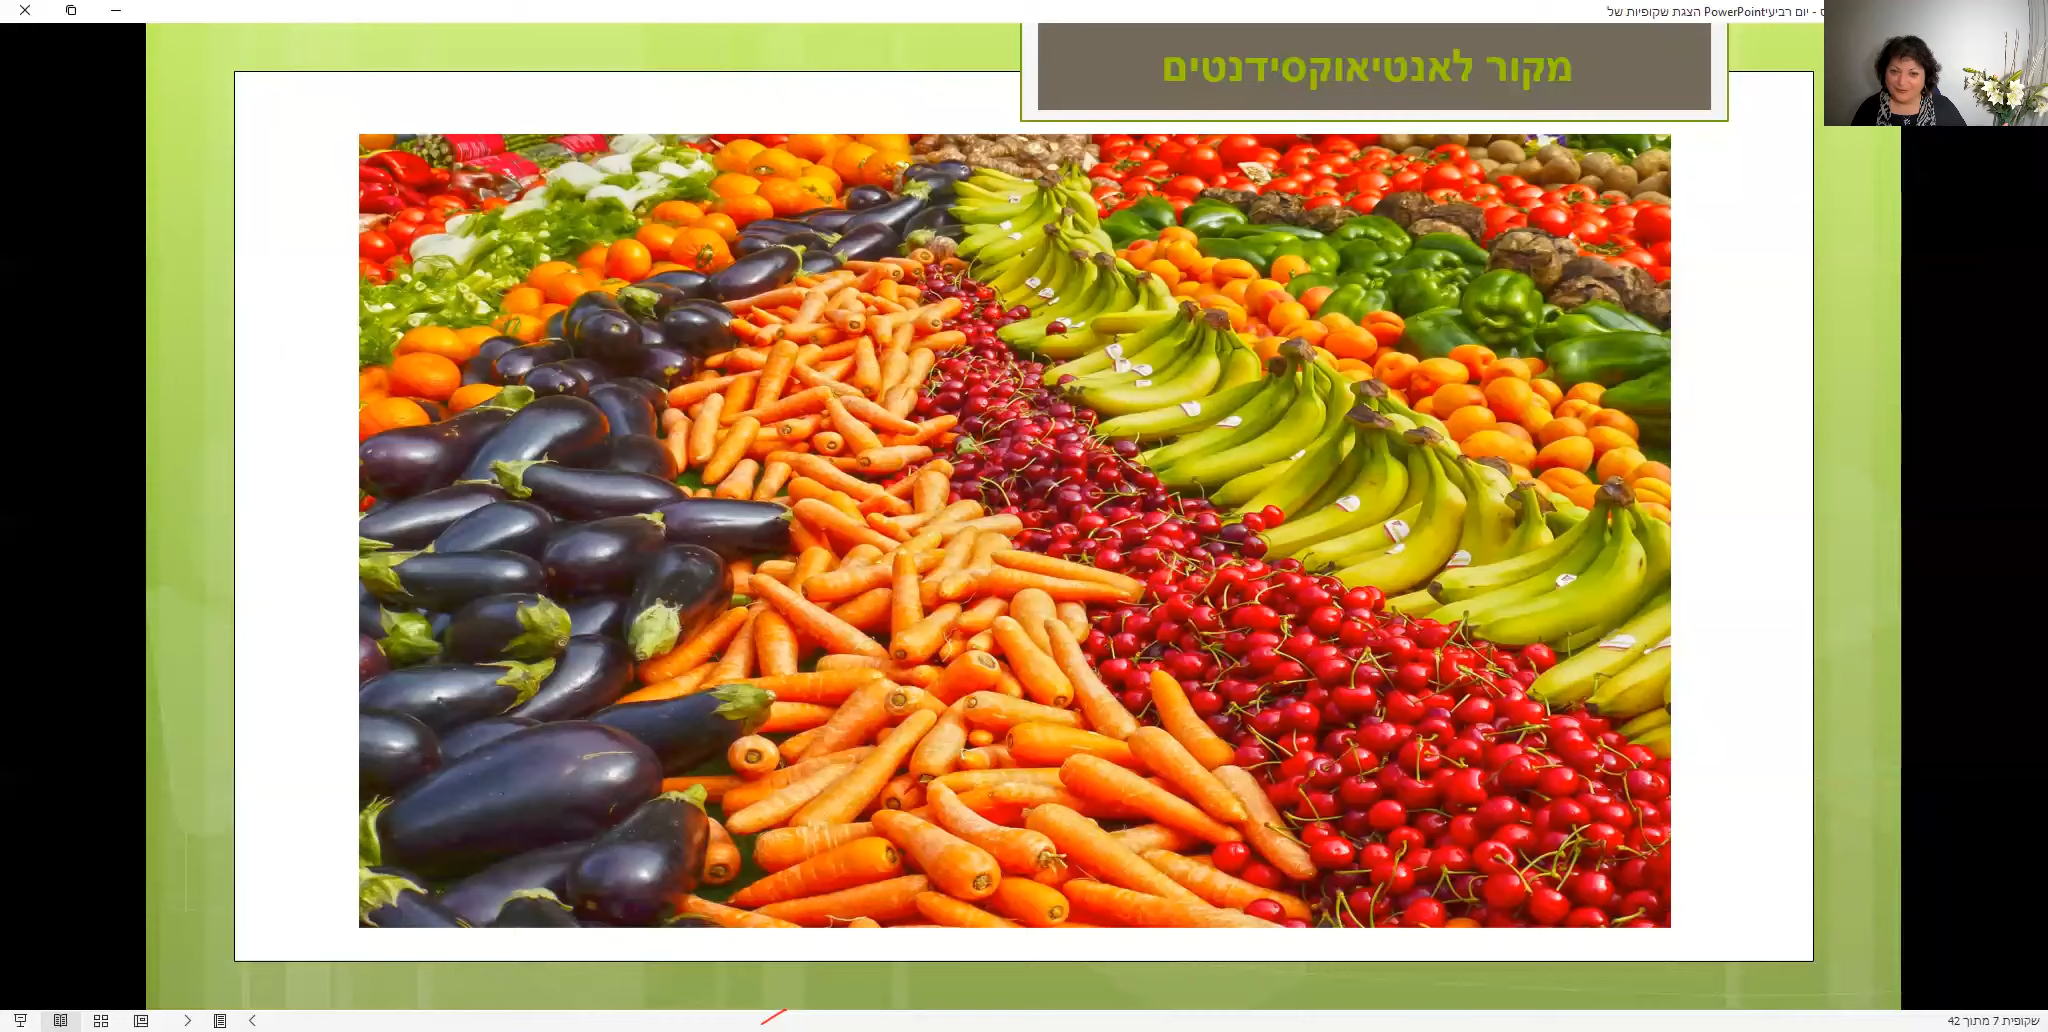 הצגת שקופיות של PowerPoint - יום רביעי
מקור לאנטיאוקסידנטים
שקופית 7 מתוך 42